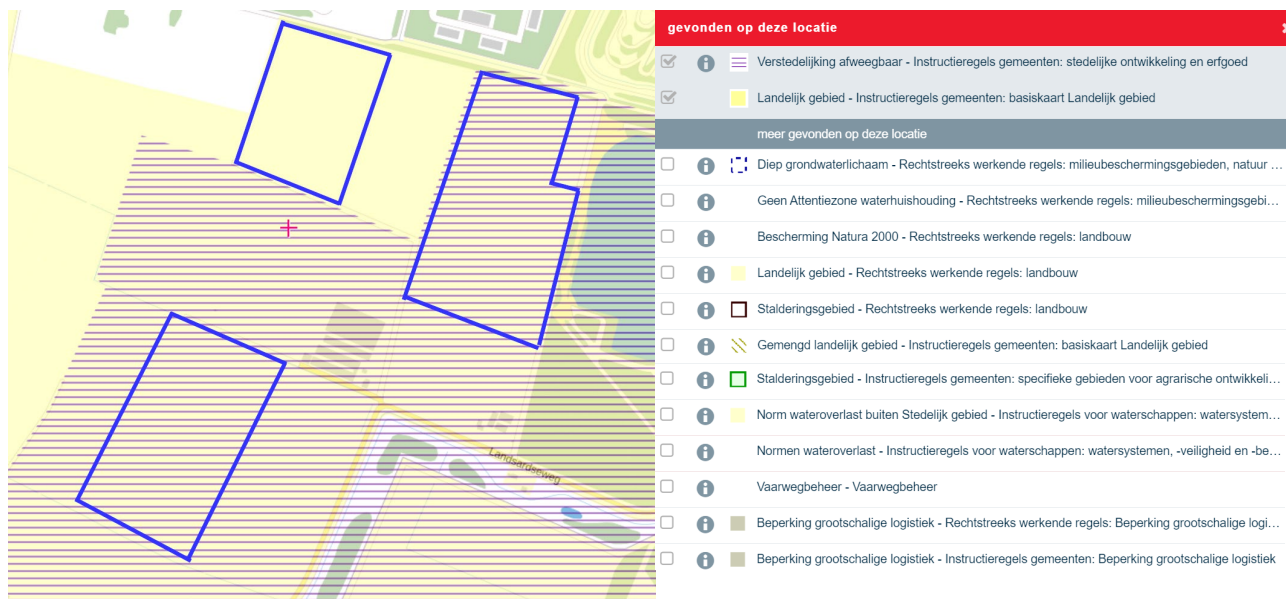 Landsardseweg
gevonden op deze locatie
Verstedelijking afweegbaar - Instructieregels gemeenten: stedelijke ontwikkeling en erfgoed
Landelijk gebied - Instructieregels gemeenten: basiskaart Landelijk gebied
meer gevonden op deze locatie
Diep grondwaterlichaam - Rechtstreeks werkende regels: milieubeschermingsgebieden, natuur ...
Geen Attentiezone waterhuishouding - Rechtstreeks werkende regels: milieubeschermingsgebi...
Bescherming Natura 2000 - Rechtstreeks werkende regels: landbouw
Landelijk gebied - Rechtstreeks werkende regels: landbouw
Stalderingsgebied - Rechtstreeks werkende regels: landbouw
Gemengd landelijk gebied - Instructieregels gemeenten: basiskaart Landelijk gebied
Stalderingsgebied - Instructieregels gemeenten: specifieke gebieden voor agrarische ontwikkeli...
Norm wateroverlast buiten Stedelijk gebied - Instructieregels voor waterschappen: watersystem...
Normen wateroverlast - Instructieregels voor waterschappen: watersystemen, -veiligheid en -be...
Vaarwegbeheer - Vaarwegbeheer
Beperking grootschalige logistiek - Rechtstreeks werkende regels: Beperking grootschalige logi...
Beperking grootschalige logistiek - Instructieregels gemeenten: Beperking grootschalige logistiek